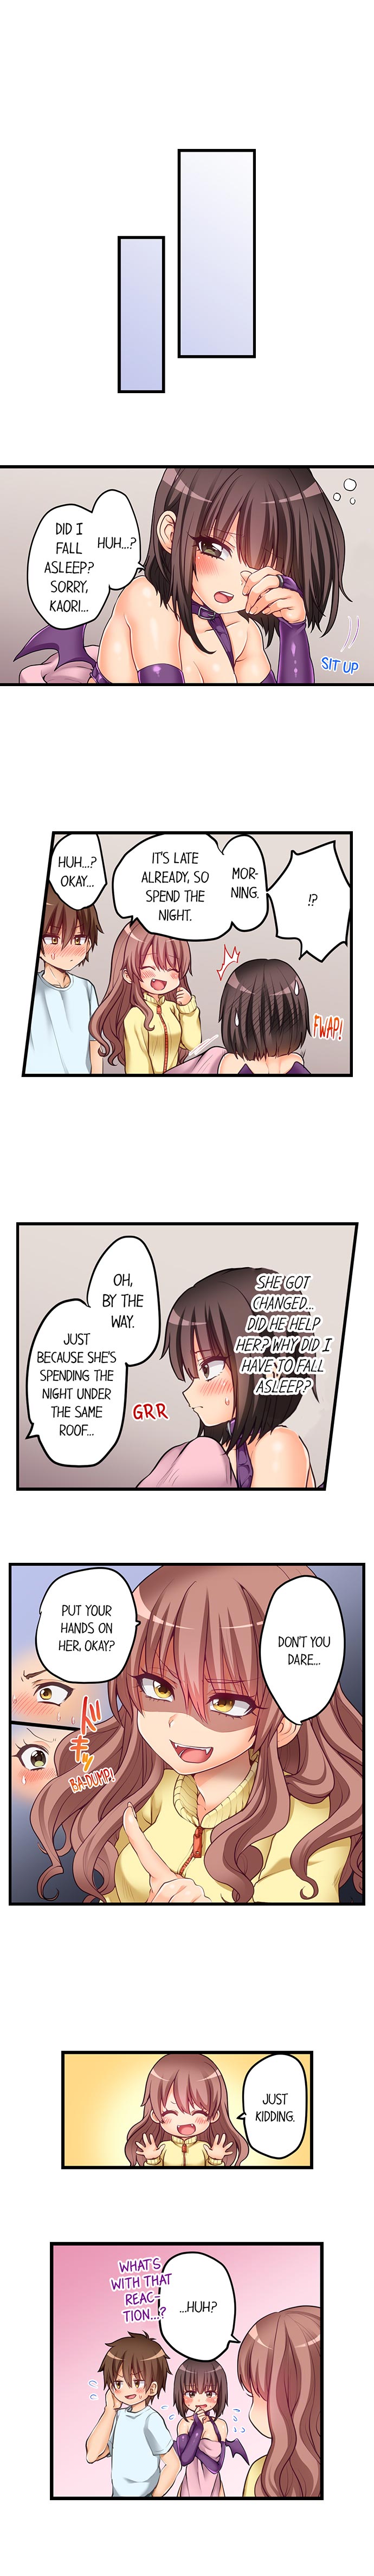 HUH...?
DID I
FALL
ASLEEP?
SORRY,
KAORI...
SIT UP
!?
MOR-
NING.
IT'S LATE
ALREADY, SO
SPEND THE
NIGHT.
HUH...?
OKAY...
FWAP!
SHE GOT
CHANGED...
DID HE HELP
HER? WHY DID I
HAVE TO FALL
ASLEEP?
OH,
BY THE
WAY.
JUST
BECAUSE SHE'S
SPENDING THE
NIGHT UNDER
THE SAME
ROOF...
GRR
DON'T YOU
DARE...
PUT YOUR
HANDS ON
HER, OKAY?
ドキッ
BA-DUMP!
JUST
KIDDING.
...HUH?
WHAT'S
WITH THAT
REAC-
TION...?